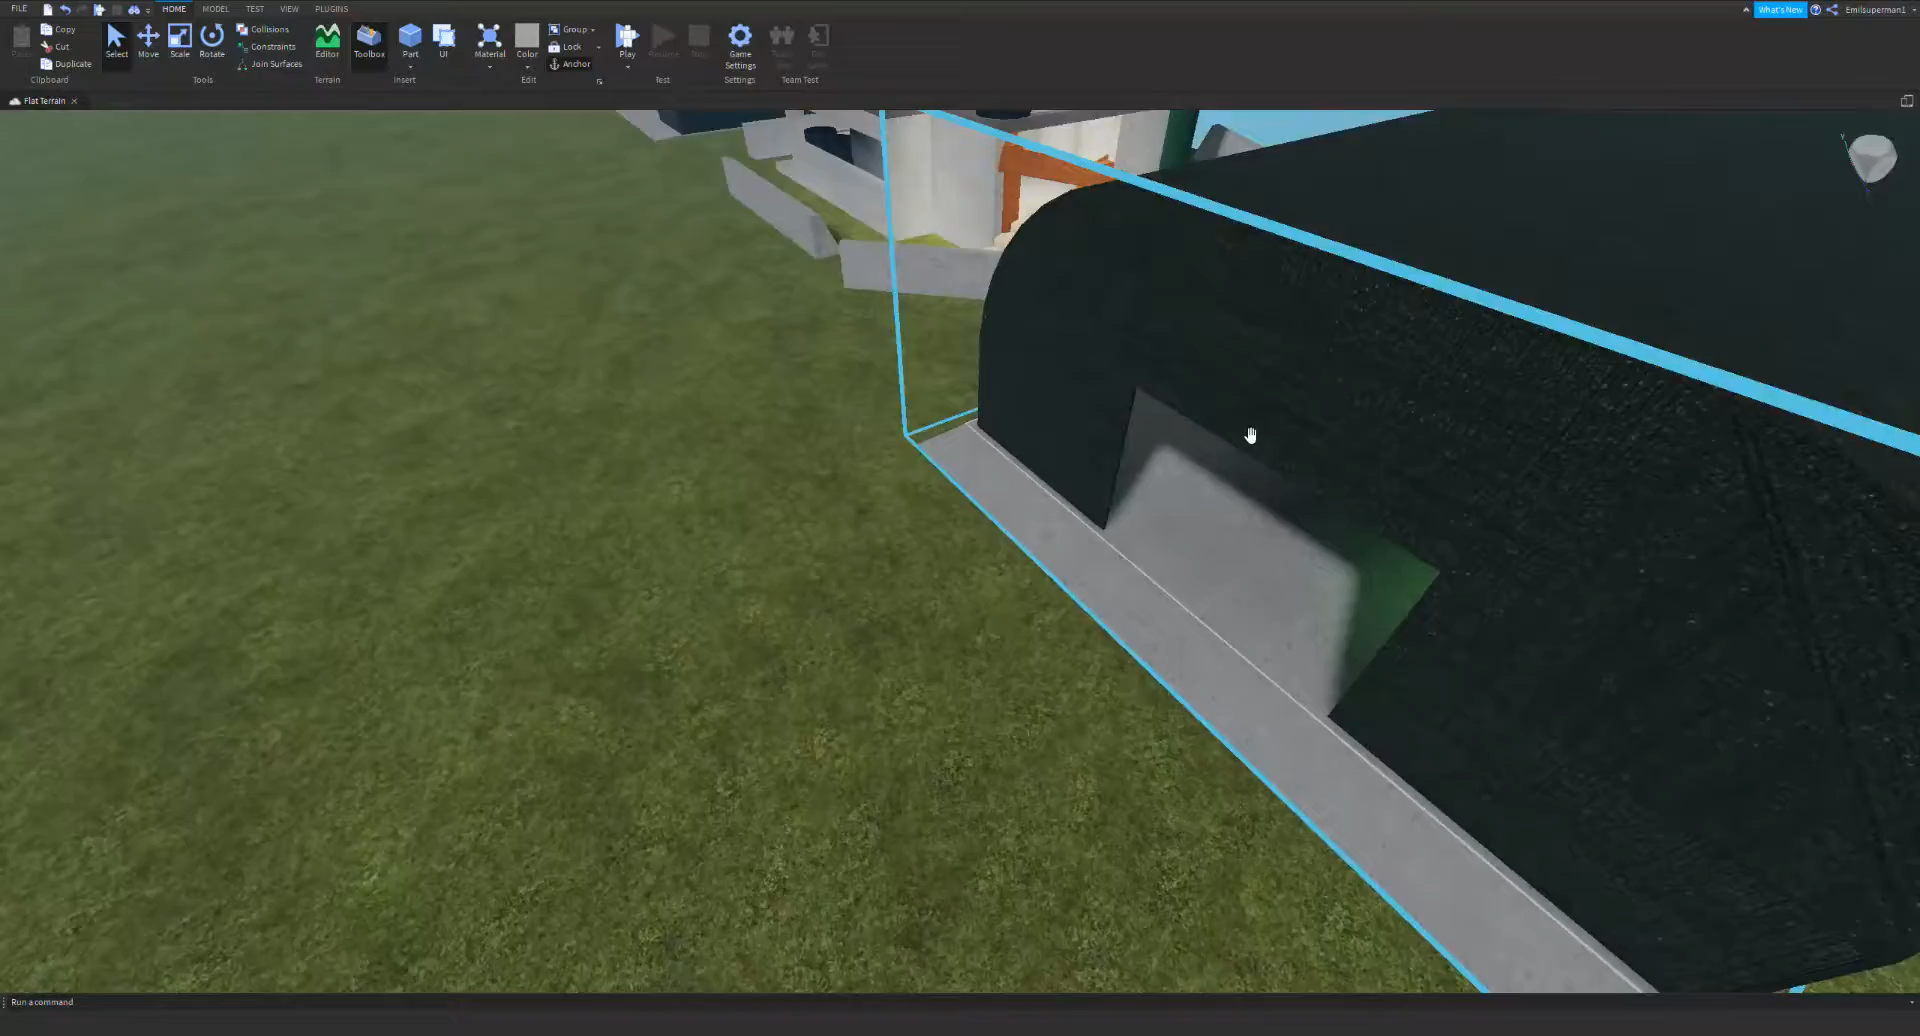 FILE HOME MODEL TEST VIEW PLUGINS What's New Emilsuperman1
Copy
Cut
Duplicate
Clipboard
Select Move Scale Rotate
Collisions
Constraints
Join Surfaces
Tools
Editor
Terrain
Toolbox Part UI
Insert
Material Color
Group
Lock
Anchor
Edit
Play
Test
Game
Settings
Settings
Team Test
Flat Terrain
Y
Run a command